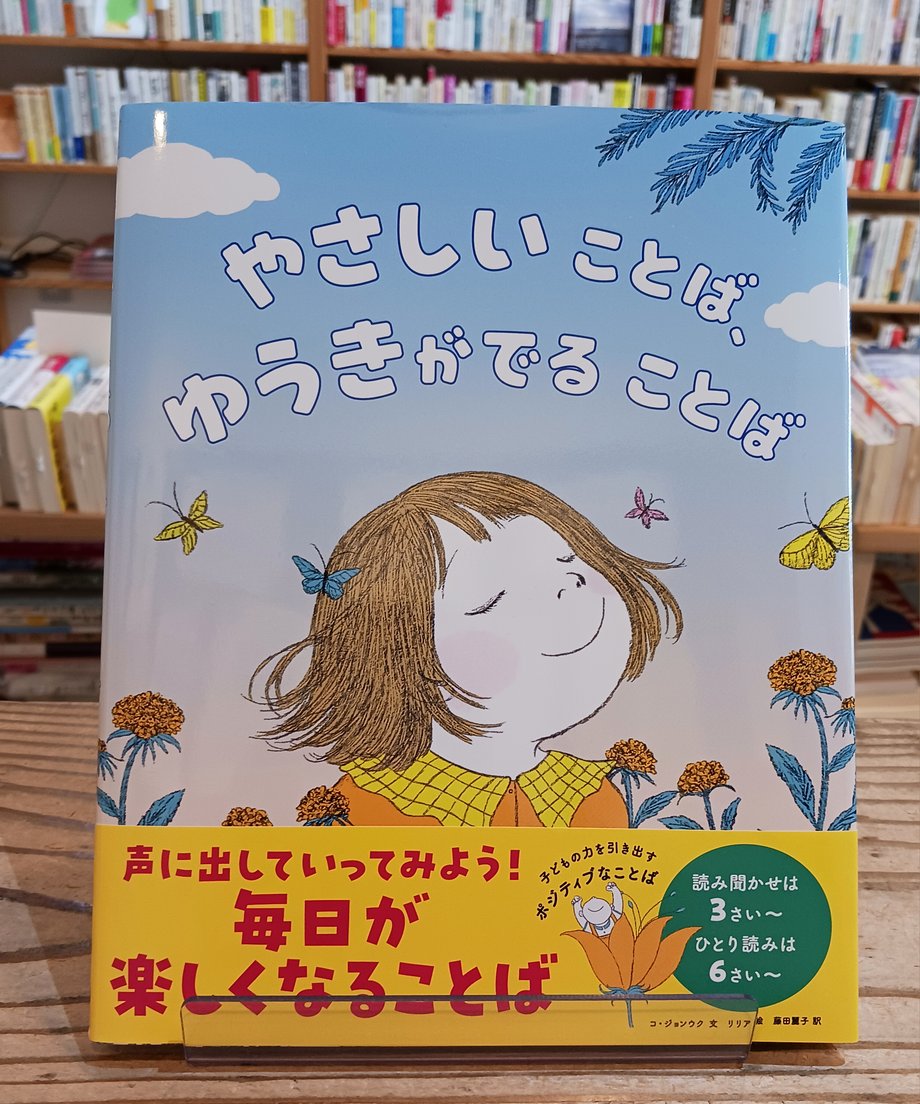 やさしい ことば、
ゆうきがでる ことば
声に出していってみよう!
毎日が
楽しくなることば
子どもの力を引き出す
ポジティブなことば
読み聞かせは
3さい〜
ひとり読みは
6さい〜
コ・ジョンウク 文 リリア 絵 藤田麗子 訳